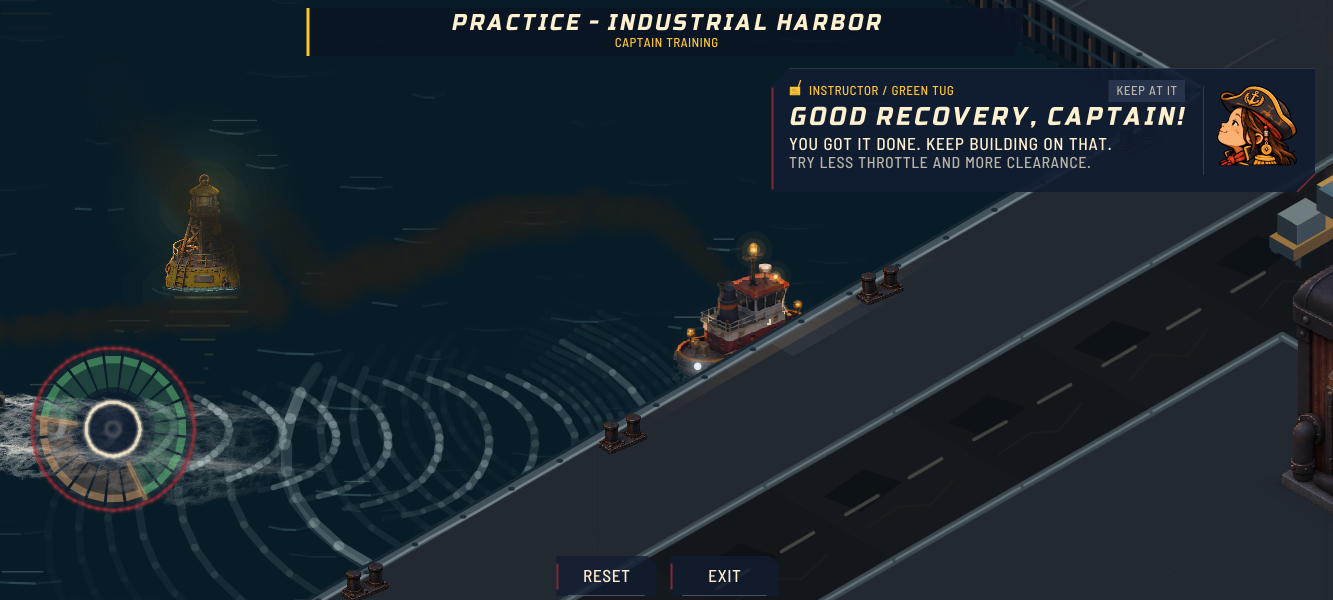 PRACTICE - INDUSTRIAL HARBOR
CAPTAIN TRAINING
INSTRUCTOR / GREEN TUG
KEEP AT IT
GOOD RECOVERY, CAPTAIN!
YOU GOT IT DONE. KEEP BUILDING ON THAT.
TRY LESS THROTTLE AND MORE CLEARANCE.
RESET
EXIT